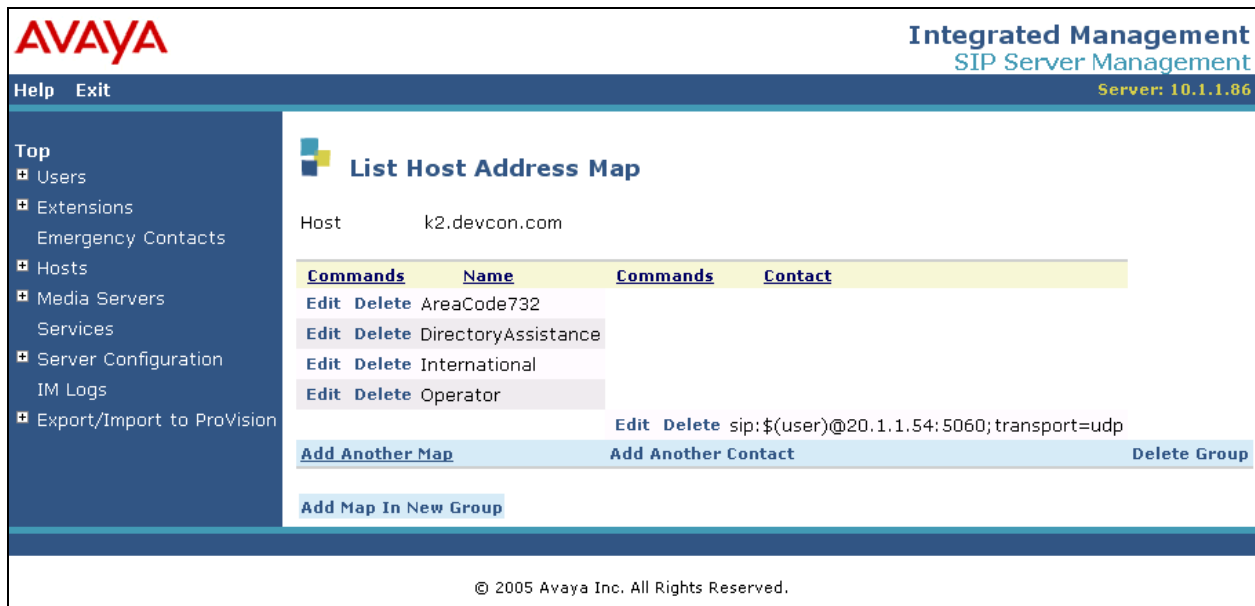 AVAYA
Integrated Management
SIP Server Management
Help Exit
Server: 10.1.1.86
Top
Users
Extensions
Emergency Contacts
Hosts
Media Servers
Services
Server Configuration
IM Logs
Export/Import to ProVision
List Host Address Map
Host k2.devcon.com
Commands Name Commands Contact
Edit Delete AreaCode732
Edit Delete DirectoryAssistance
Edit Delete International
Edit Delete Operator
Edit Delete sip:$(user)@20.1.1.54:5060;transport=udp
Add Another Map Add Another Contact Delete Group
Add Map In New Group
© 2005 Avaya Inc. All Rights Reserved.